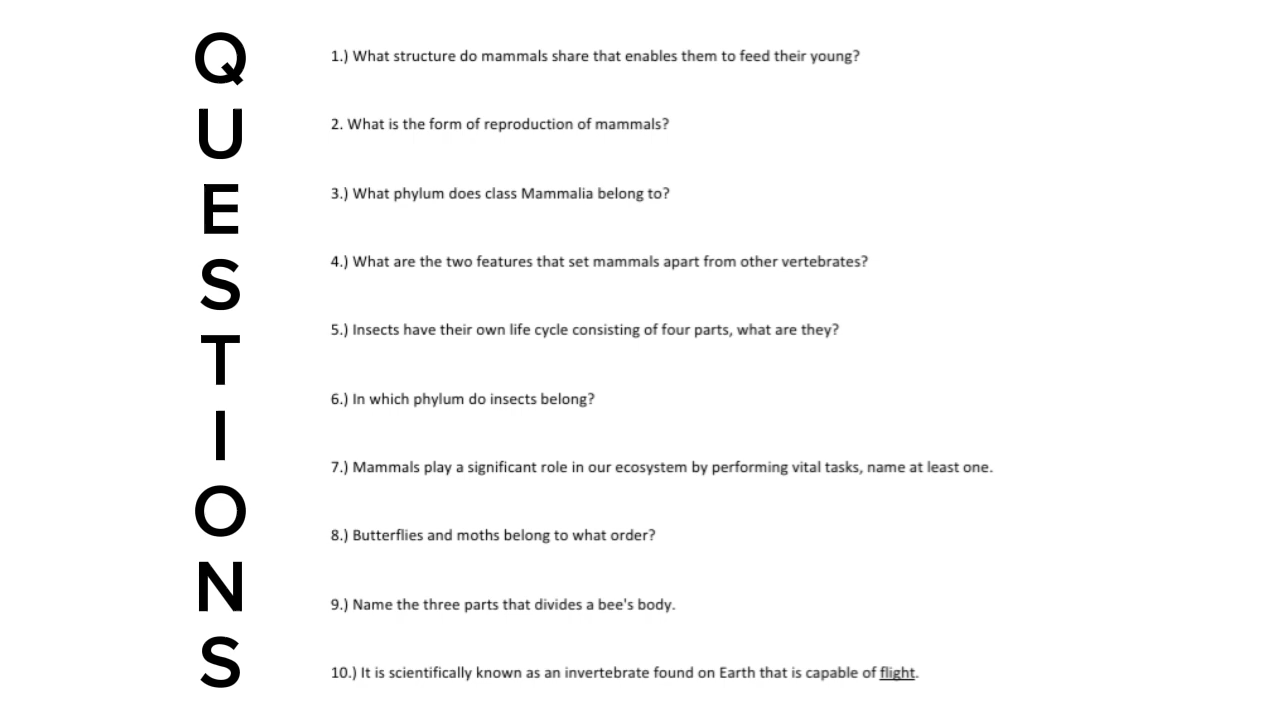 QUESTIONS
1.) What structure do mammals share that enables them to feed their young?
2. What is the form of reproduction of mammals?
3.) What phylum does class Mammalia belong to?
4.) What are the two features that set mammals apart from other vertebrates?
5.) Insects have their own life cycle consisting of four parts, what are they?
6.) In which phylum do insects belong?
7.) Mammals play a significant role in our ecosystem by performing vital tasks, name at least one.
8.) Butterflies and moths belong to what order?
9.) Name the three parts that divides a bee's body.
10.) It is scientifically known as an invertebrate found on Earth that is capable of flight.